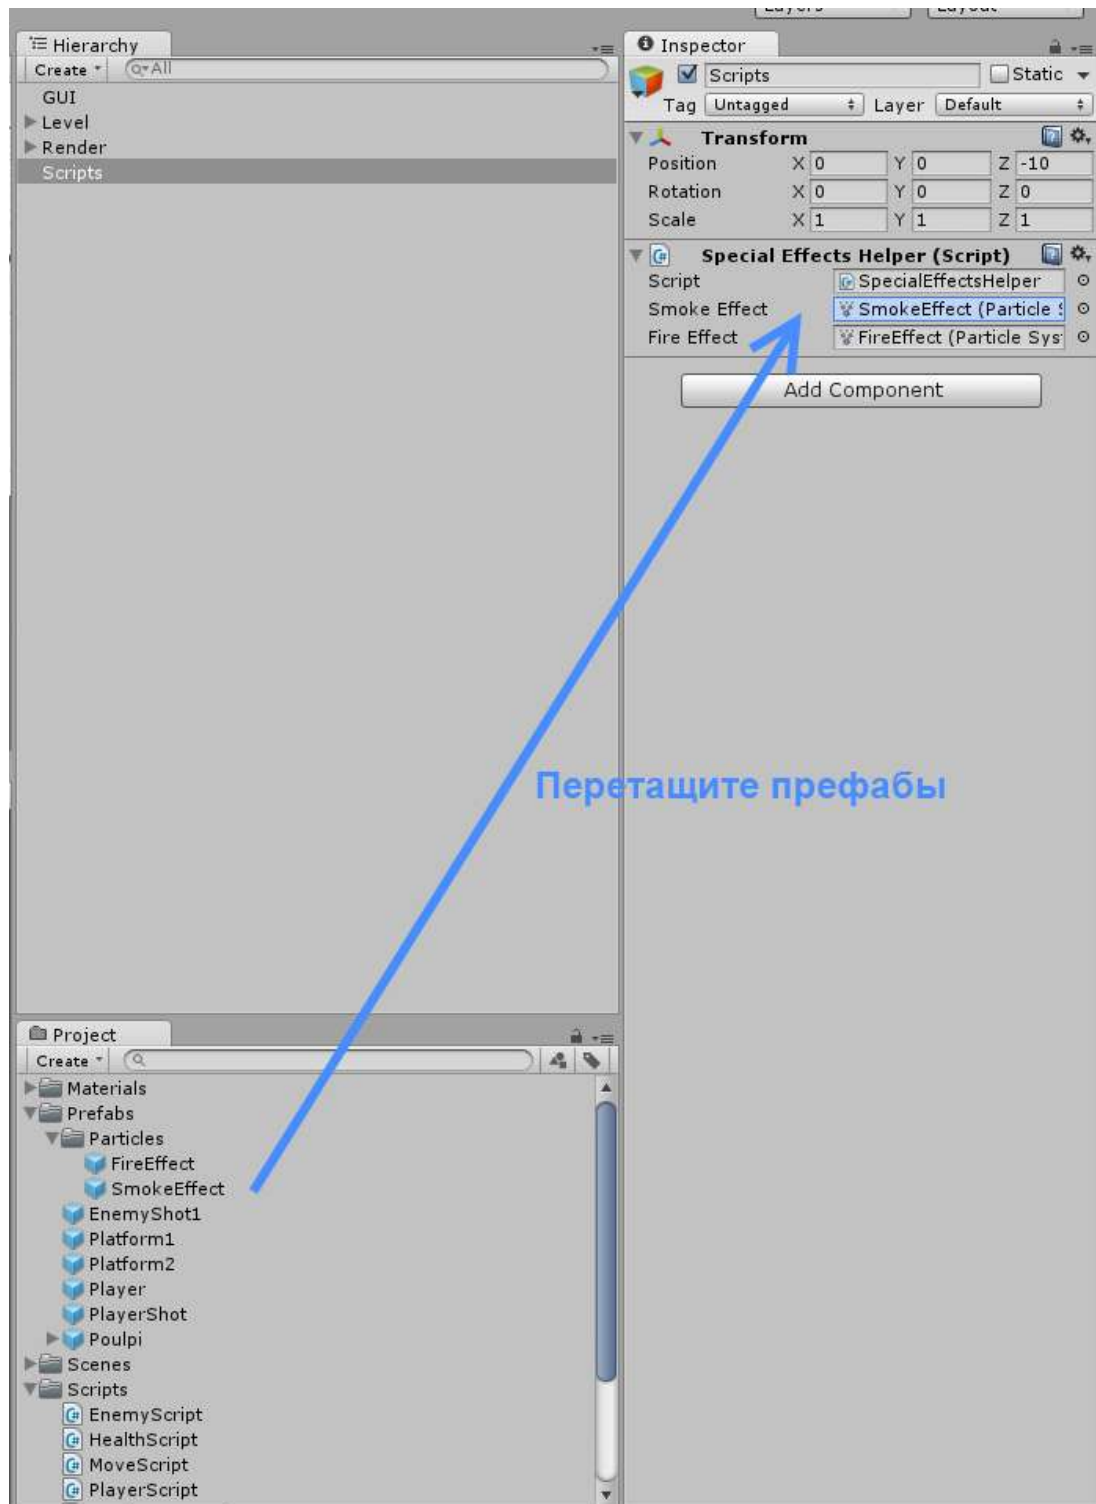 Hierarchy
Create
All
GUI
Level
Render
Scripts
Inspector
Scripts
Static
Tag Untagged Layer Default
Transform
Position X 0 Y 0 Z -10
Rotation X 0 Y 0 Z 0
Scale X 1 Y 1 Z 1
Special Effects Helper (Script)
Script SpecialEffectsHelper
Smoke Effect SmokeEffect (Particle
Fire Effect FireEffect (Particle Sys
Add Component
Перетащите префабы
Project
Create
Materials
Prefabs
Particles
FireEffect
SmokeEffect
EnemyShot1
Platform1
Platform2
Player
PlayerShot
Poulpi
Scenes
Scripts
EnemyScript
HealthScript
MoveScript
PlayerScript